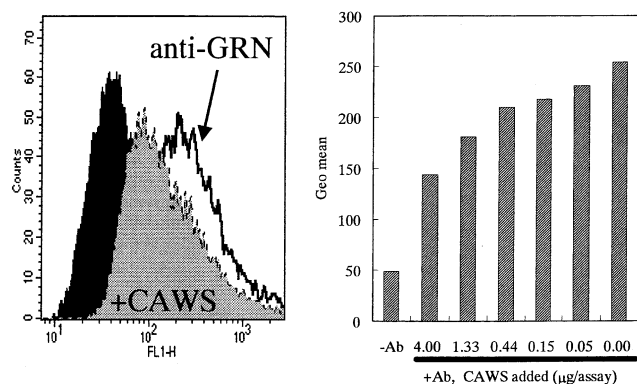 anti-GRN
70
60
50
40
30
20
10
0
Counts
+CAWS
10¹ 10² 10³
FL1-H
300
250
200
150
100
50
0
Geo mean
-Ab 4.00 1.33 0.44 0.15 0.05 0.00
+Ab, CAWS added (μg/assay)